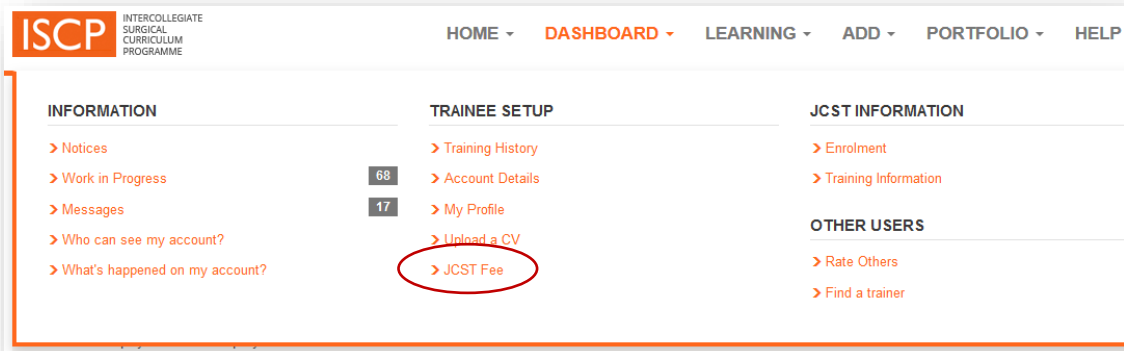 ISCP
INTERCOLLEGIATE
SURGICAL
CURRICULUM
PROGRAMME
HOME DASHBOARD LEARNING ADD PORTFOLIO HELP
INFORMATION
Notices
Work in Progress 68
Messages 17
Who can see my account?
What's happened on my account?
TRAINEE SETUP
Training History
Account Details
My Profile
Upload a CV
JCST Fee
JCST INFORMATION
Enrolment
Training Information
OTHER USERS
Rate Others
Find a trainer